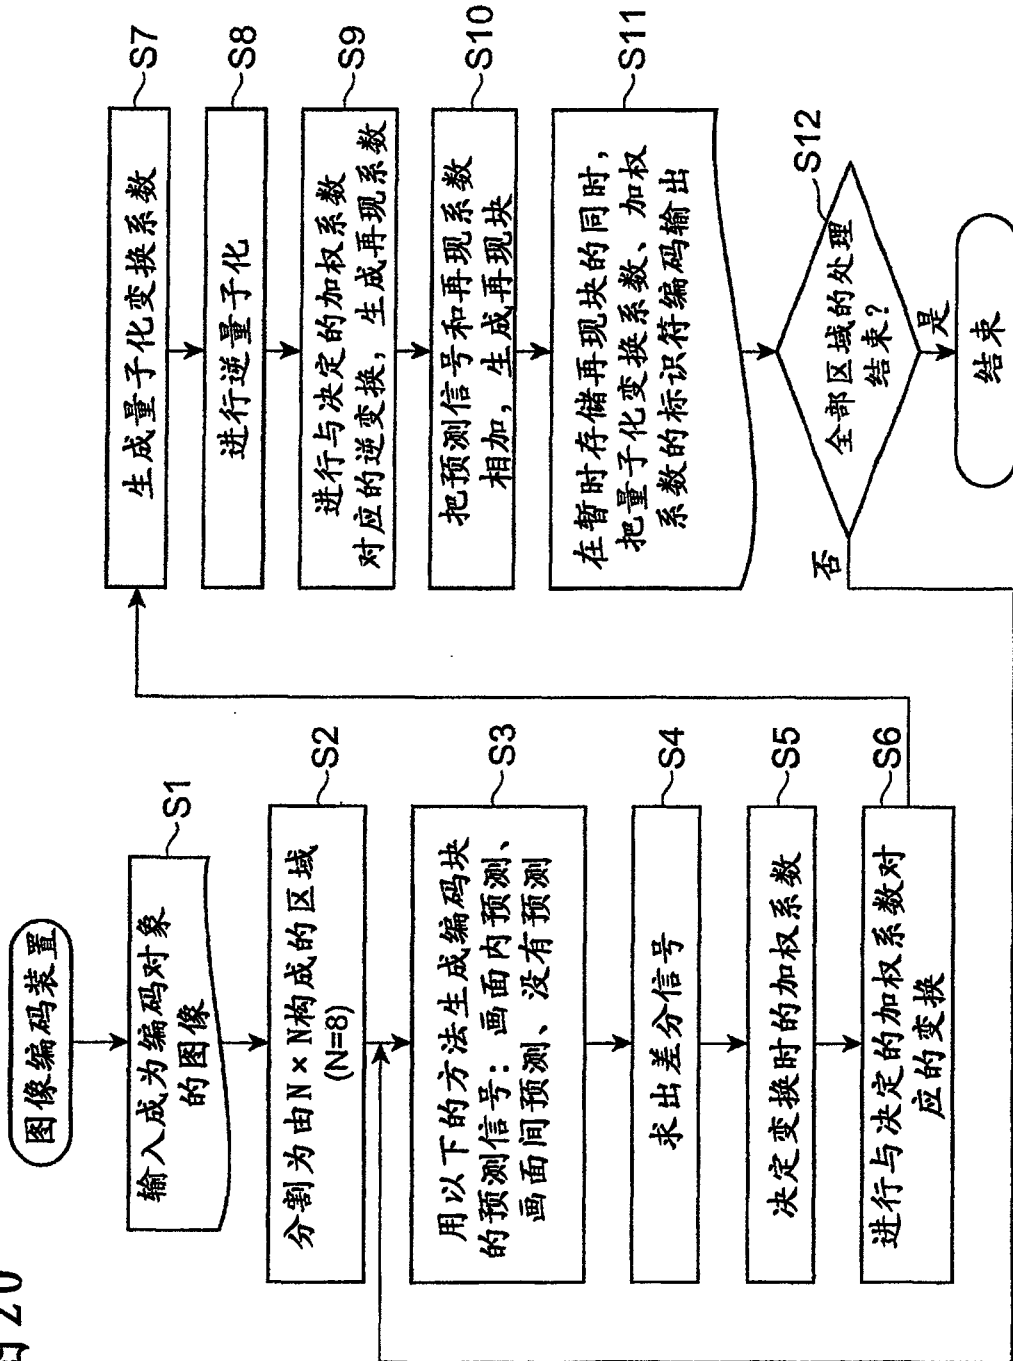 图20
图像编码装置
输入成为编码对象
的图像
S1
分割为由N×N构成的区域
(N=8)
S2
用以下的方法生成编码块
的预测信号：画面内预测、
画面间预测、没有预测
S3
求出差分信号
S4
决定变换时的加权系数
S5
进行与决定的加权系数对
应的变换
S6
生成量子化变换系数
S7
进行逆量子化
S8
进行与决定的加权系数
对应的逆变换，生成再现系数
S9
把预测信号和再现系数
相加，生成再现块
S10
在暂时存储再现块的同时，
把量子化变换系数、加权
系数的标识符编码输出
S11
全部区域的处理
结束？
S12
否
是
结束